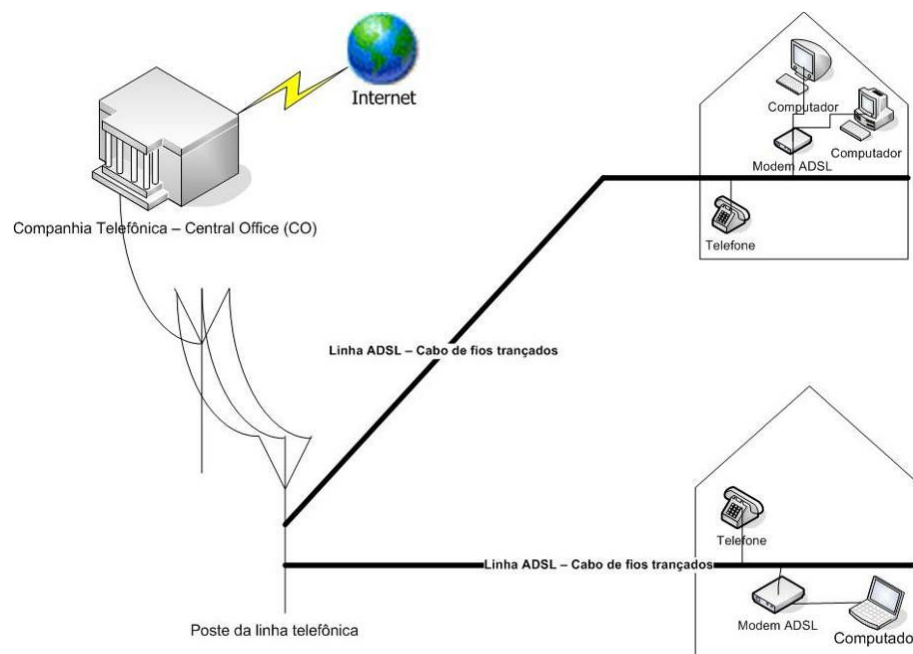 Internet
Companhia Telefônica – Central Office (CO)
Computador
Computador
Modem ADSL
Telefone
Linha ADSL – Cabo de fios trançados
Telefone
Linha ADSL – Cabo de fios trançados
Modem ADSL
Computado
Poste da linha telefônica